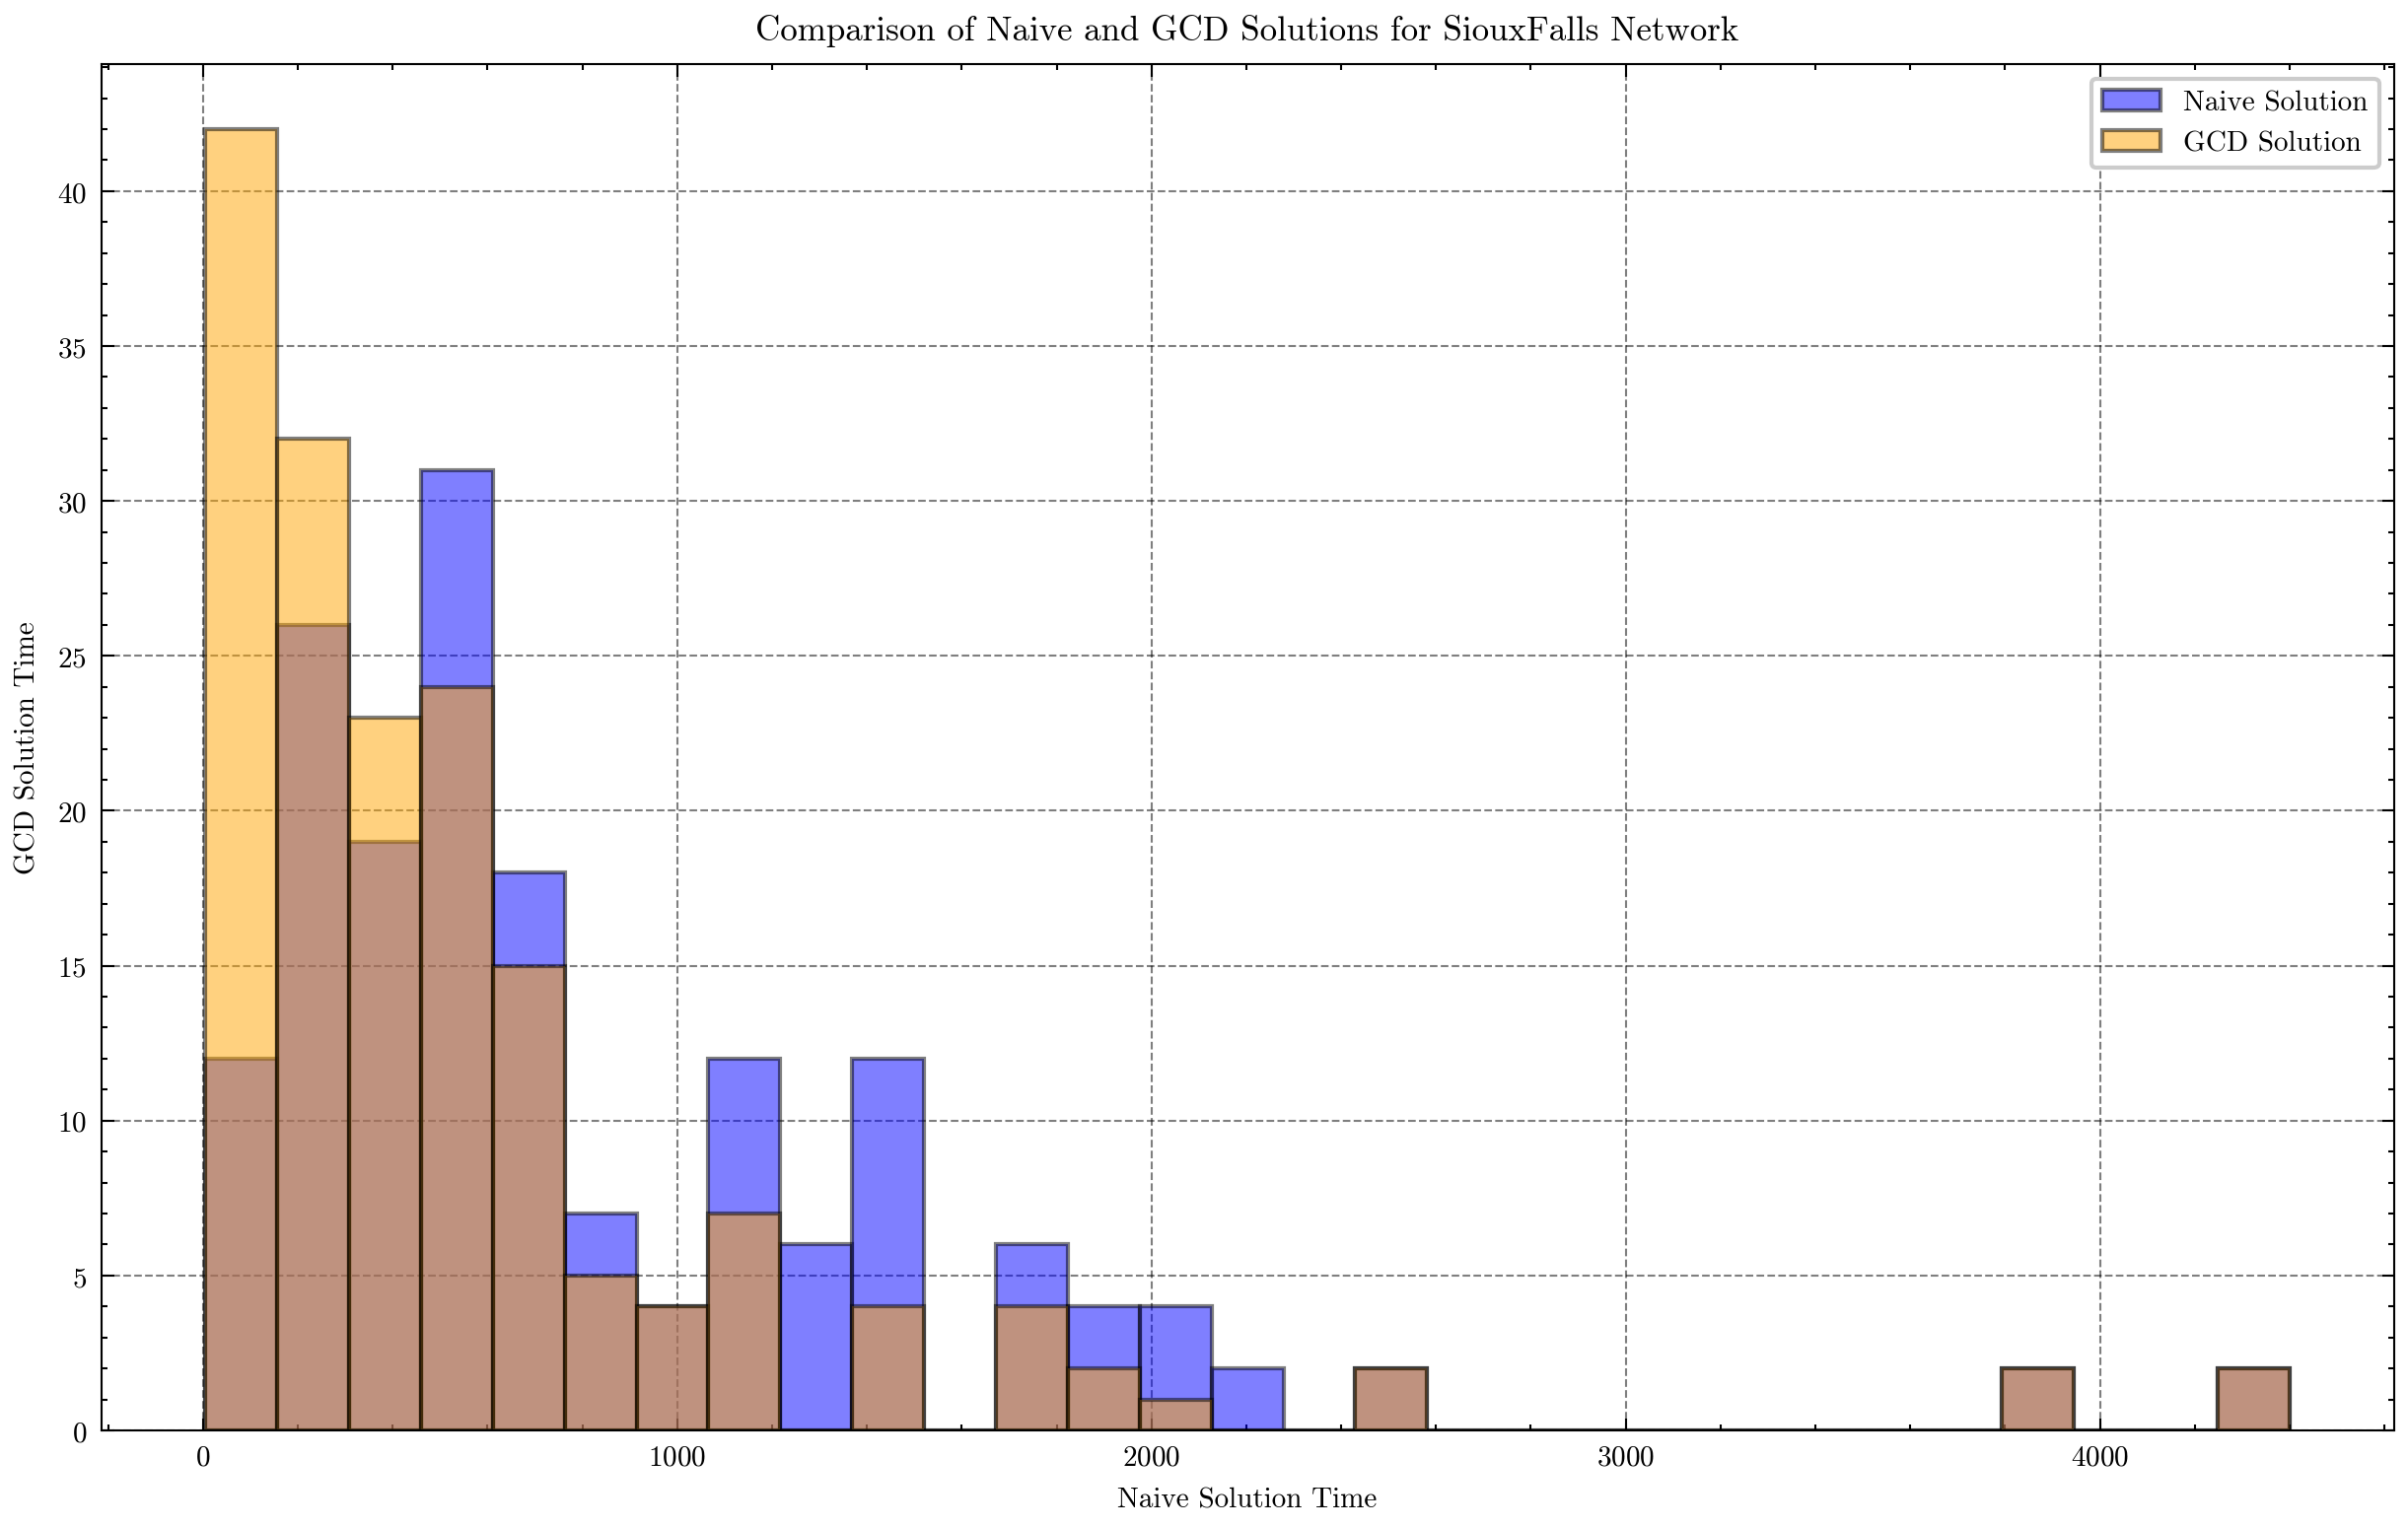 Comparison of Naive and GCD Solutions for SiouxFalls Network
Naive Solution
GCD Solution
GCD Solution Time
40
35
30
25
20
15
10
5
0
0 1000 2000 3000 4000
Naive Solution Time